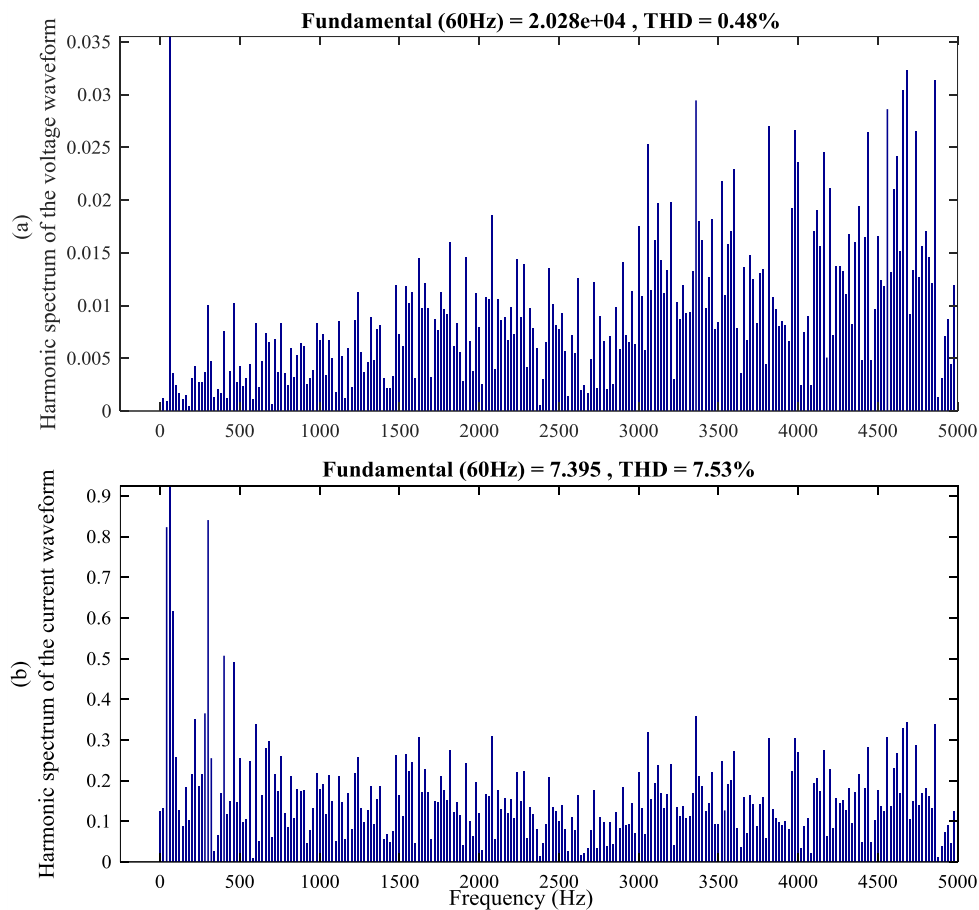 Fundamental (60Hz) = 2.028e+04 , THD = 0.48%
(a)
Harmonic spectrum of the voltage waveform
0.035
0.03
0.025
0.02
0.015
0.01
0.005
0
0 500 1000 1500 2000 2500 3000 3500 4000 4500 5000
Fundamental (60Hz) = 7.395 , THD = 7.53%
(b)
Harmonic spectrum of the current waveform
0.9
0.8
0.7
0.6
0.5
0.4
0.3
0.2
0.1
0
0 500 1000 1500 2000 2500 3000 3500 4000 4500 5000
Frequency (Hz)